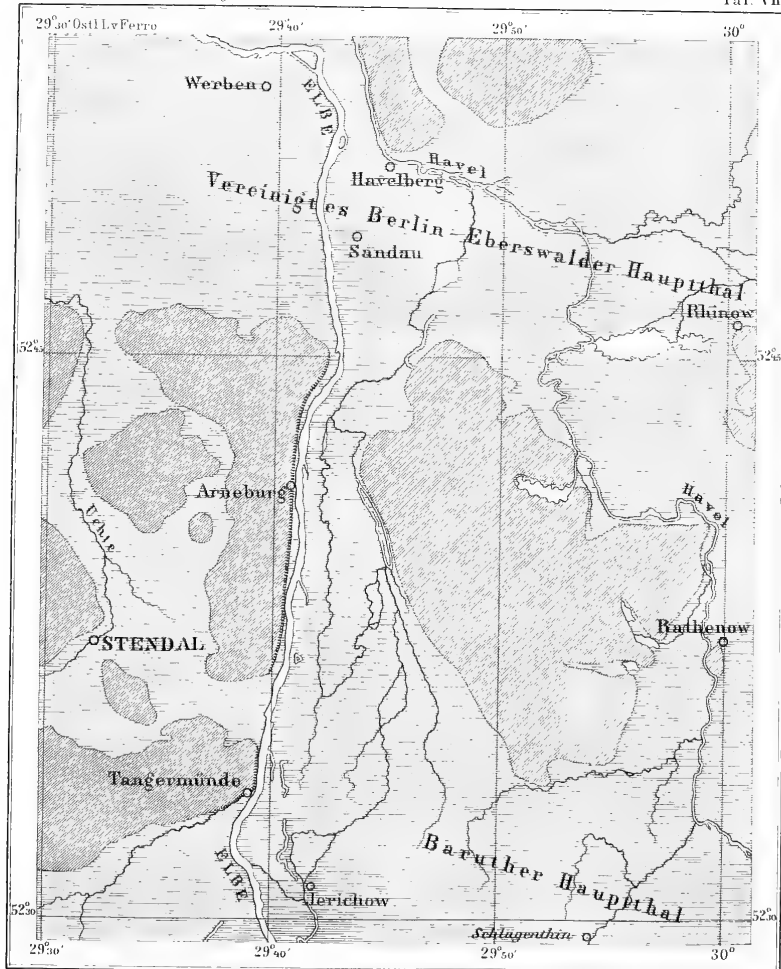 Taf. VII
29°30' Östl L v Ferro
29°40'
29°50'
30°
Werben
ELBE
Havel
Havelberg
Vereinigtes Berlin-Eberswalder Hauptthal
Sandau
Rhinow
52°45
52°45
Arneburg
Uchte
Havel
STENDAL
Rathenow
Tangermünde
Baruther Hauptthal
ELBE
Jerichow
52°30
52°30
Schlagenthin
29°30'
29°40'
29°50'
30°